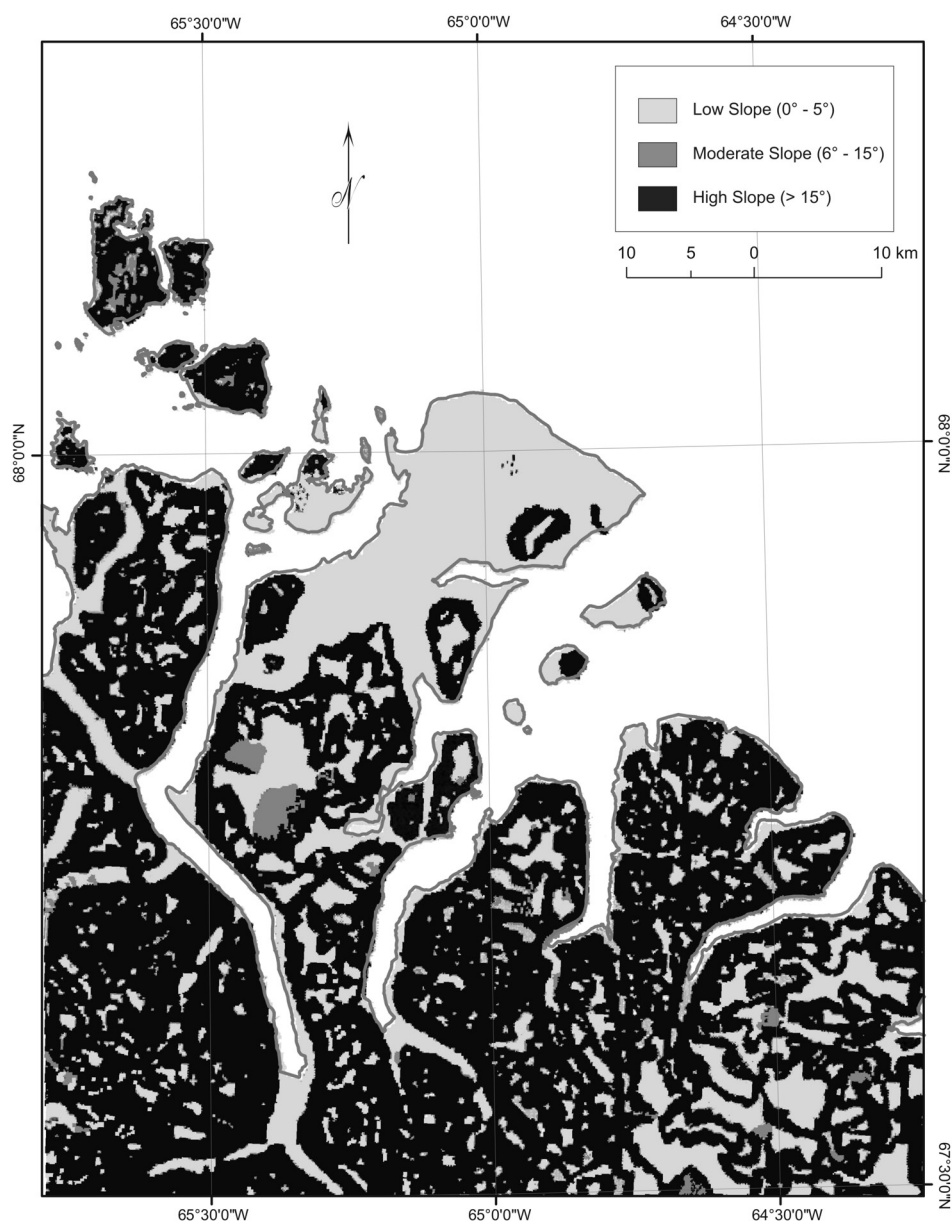 65°30'0"W
65°0'0"W
64°30'0"W
Low Slope (0° - 5°)
Moderate Slope (6° - 15°)
High Slope (> 15°)
10 5 0 10 km
N
68°0'0"N
68°0'0"N
67°30'0"N
65°30'0"W
65°0'0"W
64°30'0"W